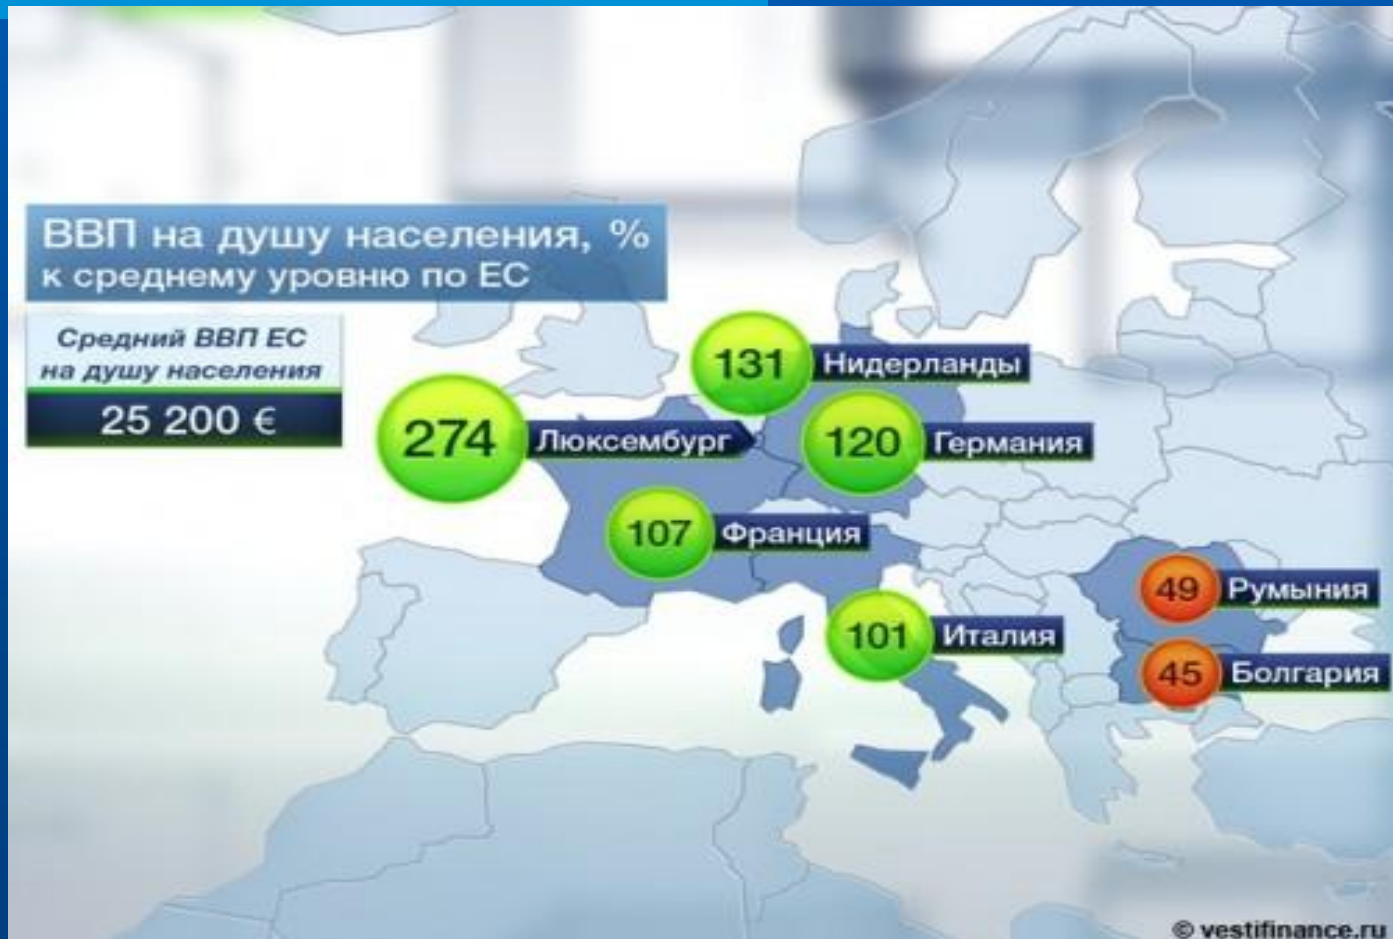 ВВП на душу населения, %
к среднему уровню по ЕС
Средний ВВП ЕС
на душу населения
25 200 €
131 Нидерланды
274 Люксембург
120 Германия
107 Франция
49 Румыния
101 Италия
45 Болгария
© vestifinance.ru